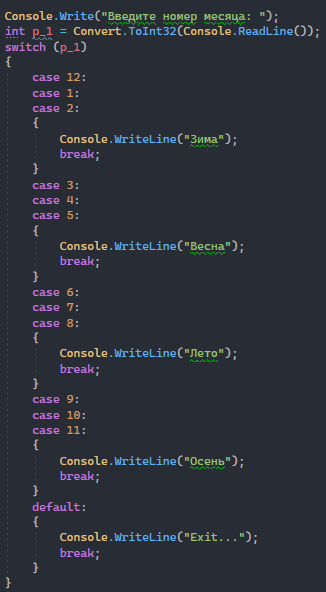 Console.Write("Введите номер месяца: ");
int p_1 = Convert.ToInt32(Console.ReadLine());
switch (p_1)
{
    case 12:
    case 1:
    case 2:
    {
        Console.WriteLine("Зима");
        break;
    }
    case 3:
    case 4:
    case 5:
    {
        Console.WriteLine("Весна");
        break;
    }
    case 6:
    case 7:
    case 8:
    {
        Console.WriteLine("Лето");
        break;
    }
    case 9:
    case 10:
    case 11:
    {
        Console.WriteLine("Осень");
        break;
    }
    default:
    {
        Console.WriteLine("Exit...");
        break;
    }
}